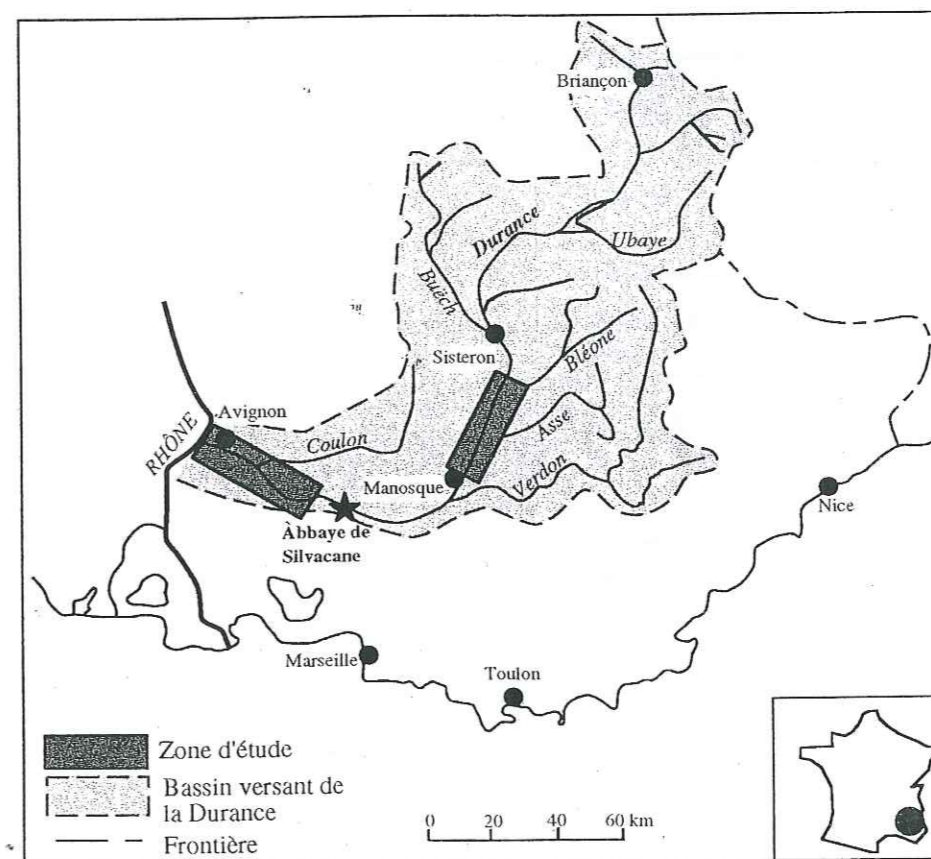 Briançon
Durance
Ubaye
Buëch
Sisteron
Bléone
Avignon
RHÔNE
Coulon
Asse
Manosque
Verdon
Nice
Àbbaye de
Silvacane
Marseille
Toulon
Zone d'étude
Bassin versant de
la Durance
Frontière
0 20 40 60 km